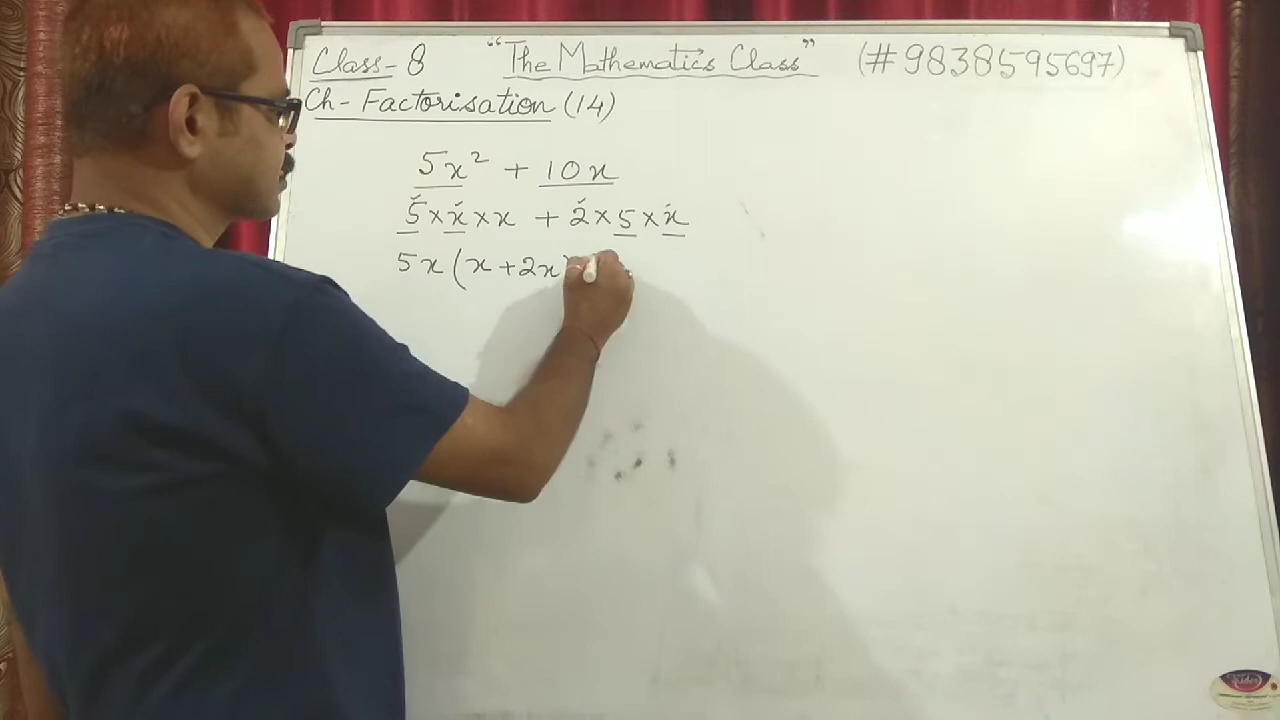 Class-8 "The Mathematics Class" (#9838595697)
Ch- Factorisation (14)
5x² + 10x
5×x×x + 2×5×x
5x(x+2x)